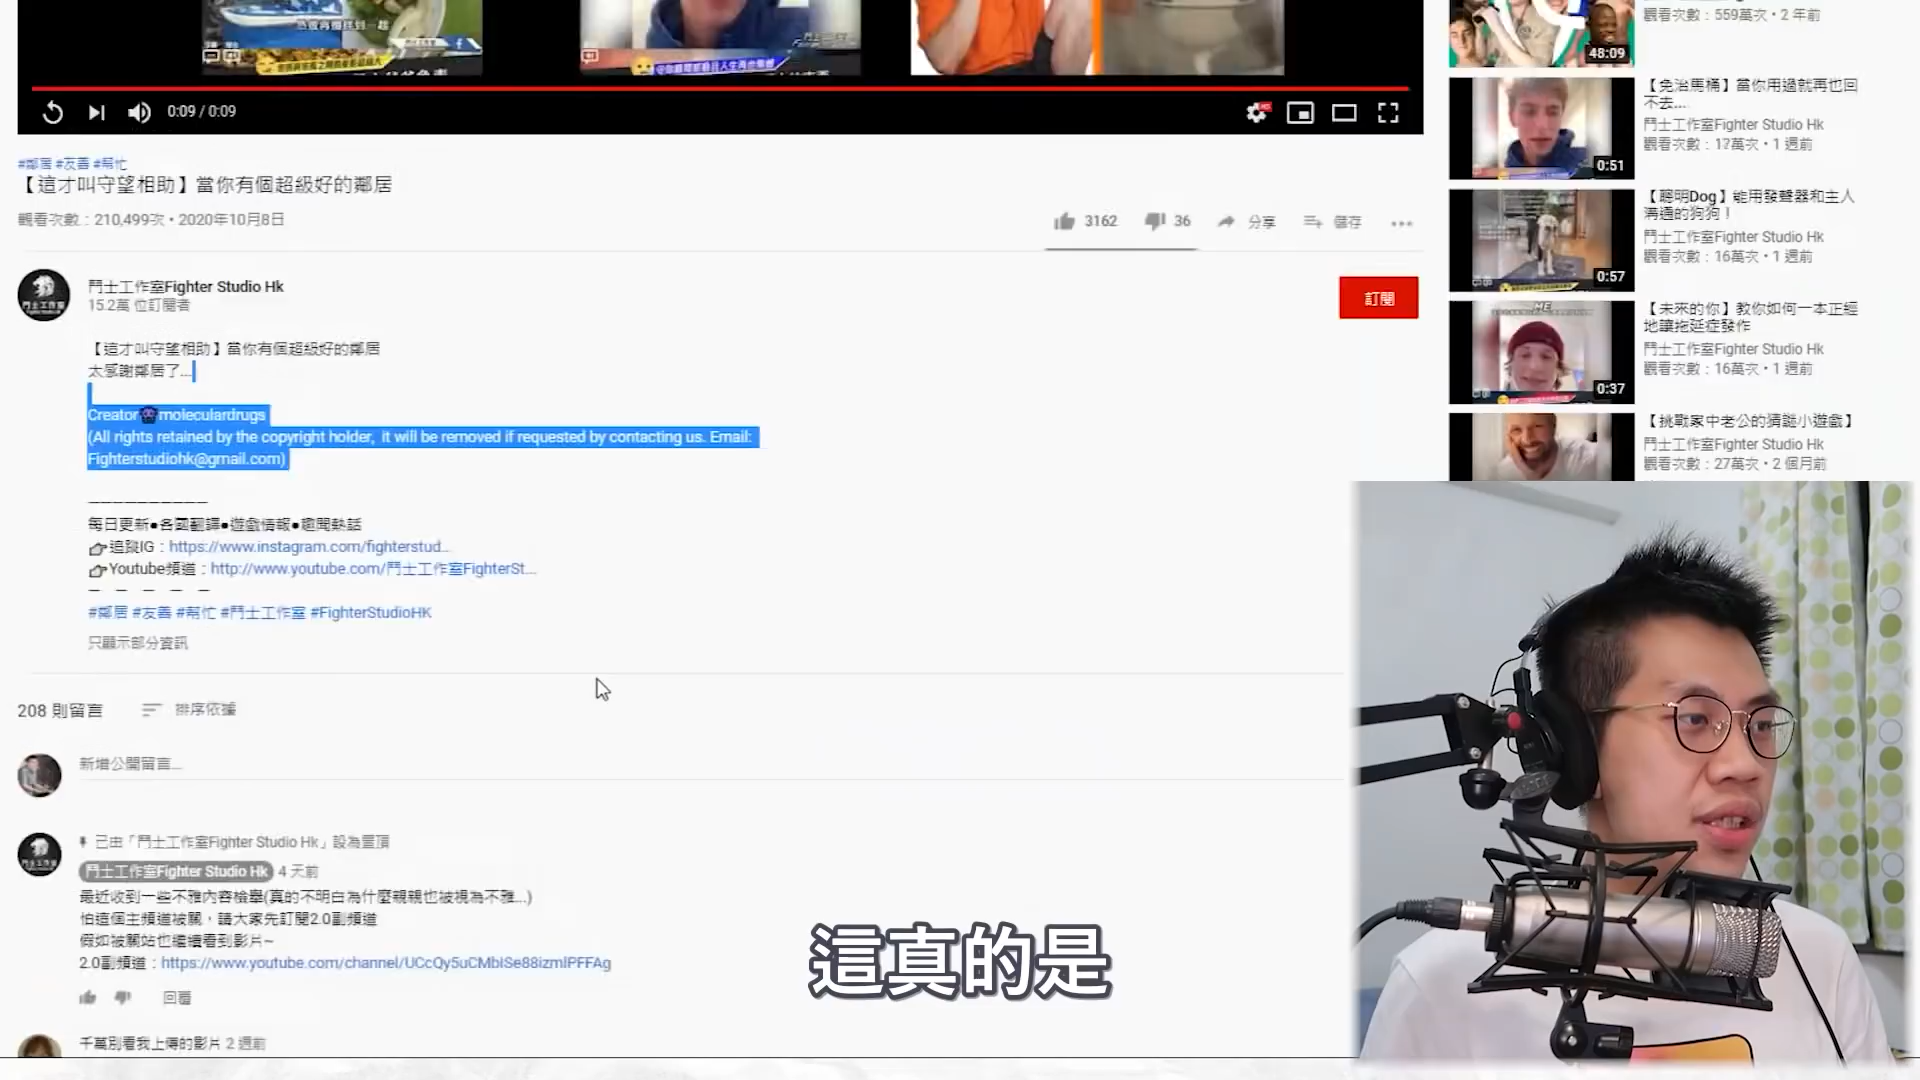 0:09 / 0:09
#鄰居 #友善 #幫忙
【這才叫守望相助】當你有個超級好的鄰居
觀看次數：210,499次・2020年10月8日
3162
36
分享
儲存
鬥士工作室Fighter Studio Hk
15.2萬 位訂閱者
訂閱
【這才叫守望相助】當你有個超級好的鄰居
太感謝鄰居了...
Creator moleculardrugs
(All rights retained by the copyright holder, it will be removed if requested by contacting us. Email:
Fighterstudiohk@gmail.com)
每日更新●各國翻譯●遊戲情報●趣聞熱話
追蹤IG：https://www.instagram.com/fighterstud...
Youtube頻道：http://www.youtube.com/鬥士工作室FighterSt...
#鄰居 #友善 #幫忙 #鬥士工作室 #FighterStudioHK
只顯示部分資訊
208 則留言
排序依據
新增公開留言...
已由「鬥士工作室Fighter Studio Hk」設為置頂
鬥士工作室Fighter Studio Hk 4 天前
最近收到一些不雅內容檢舉(真的不明白為什麼親親也被視為不雅...)
怕這個主頻道被關，請大家先訂閱2.0副頻道
假如被關站也繼續看到影片~
2.0副頻道：https://www.youtube.com/channel/UCcQy5uCMbiSe88izmlPFFAg
回覆
千萬別看我上傳的影片 2 週前
觀看次數：559萬次・2 年前
48:09
【免治馬桶】當你用過就再也回
不去....
鬥士工作室Fighter Studio Hk
觀看次數：17萬次・1 週前
0:51
【聰明Dog】能用發聲器和主人
溝通的狗狗！
鬥士工作室Fighter Studio Hk
觀看次數：16萬次・1 週前
0:57
【未來的你】教你如何一本正經
地讓拖延症發作
鬥士工作室Fighter Studio Hk
觀看次數：16萬次・1 週前
0:37
【挑戰家中老公的猜謎小遊戲】
鬥士工作室Fighter Studio Hk
觀看次數：27萬次・2 個月前
這真的是